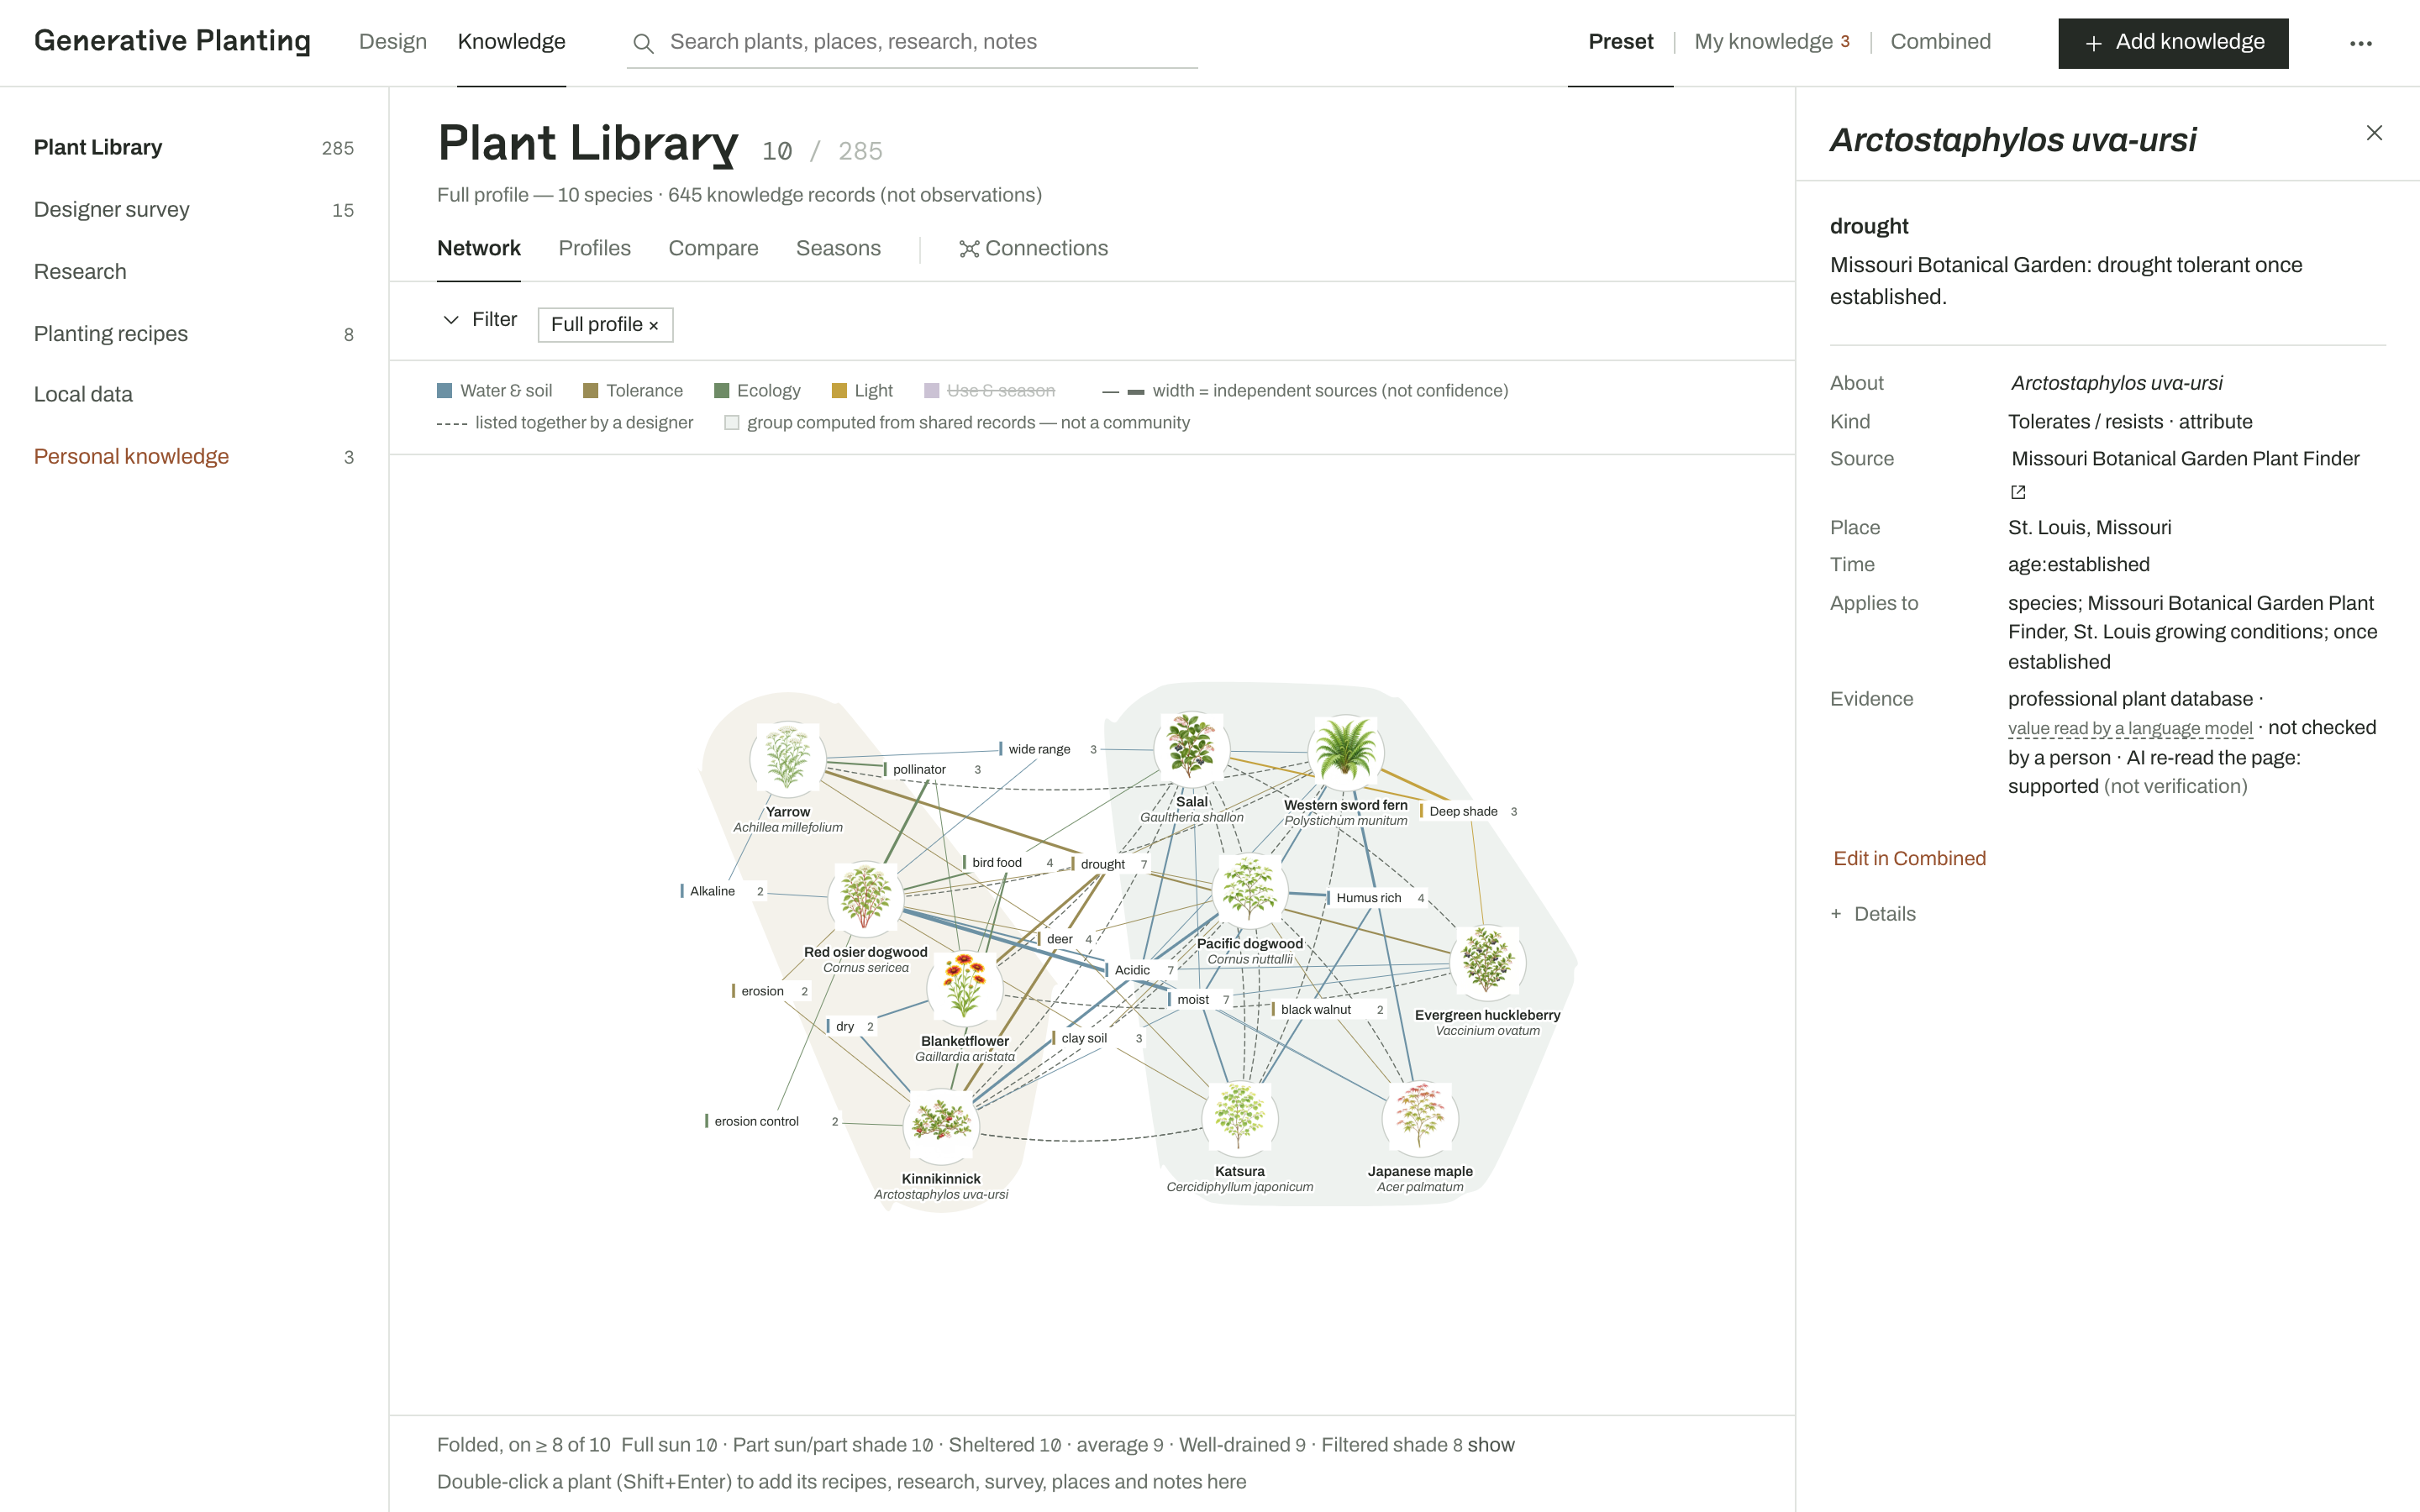 Generative Planting
Design
Knowledge
Search plants, places, research, notes
Preset
My knowledge 3
Combined
+ Add knowledge
Plant Library 285
Designer survey 15
Research
Planting recipes 8
Local data
Personal knowledge 3
Plant Library 10 / 285
Full profile — 10 species · 645 knowledge records (not observations)
Network
Profiles
Compare
Seasons
Connections
Filter
Full profile ×
Water & soil
Tolerance
Ecology
Light
Use & season
width = independent sources (not confidence)
listed together by a designer
group computed from shared records — not a community
wide range 3
pollinator 3
Yarrow
Achillea millefolium
Salal
Gaultheria shallon
Western sword fern
Polystichum munitum
Deep shade 3
bird food 4
drought 7
Alkaline 2
Humus rich 4
Red osier dogwood
Cornus sericea
deer 4
Pacific dogwood
Cornus nuttallii
Acidic 7
erosion 2
moist 7
black walnut 2
Evergreen huckleberry
Vaccinium ovatum
dry 2
Blanketflower
Gaillardia aristata
clay soil 3
erosion control 2
Kinnikinnick
Arctostaphylos uva-ursi
Katsura
Cercidiphyllum japonicum
Japanese maple
Acer palmatum
Folded, on ≥ 8 of 10 Full sun 10 · Part sun/part shade 10 · Sheltered 10 · average 9 · Well-drained 9 · Filtered shade 8 show
Double-click a plant (Shift+Enter) to add its recipes, research, survey, places and notes here
Arctostaphylos uva-ursi
drought
Missouri Botanical Garden: drought tolerant once
established.
About Arctostaphylos uva-ursi
Kind Tolerates / resists · attribute
Source Missouri Botanical Garden Plant Finder
Place St. Louis, Missouri
Time age:established
Applies to species; Missouri Botanical Garden Plant
Finder, St. Louis growing conditions; once
established
Evidence professional plant database ·
value read by a language model · not checked
by a person · AI re-read the page:
supported (not verification)
Edit in Combined
+ Details